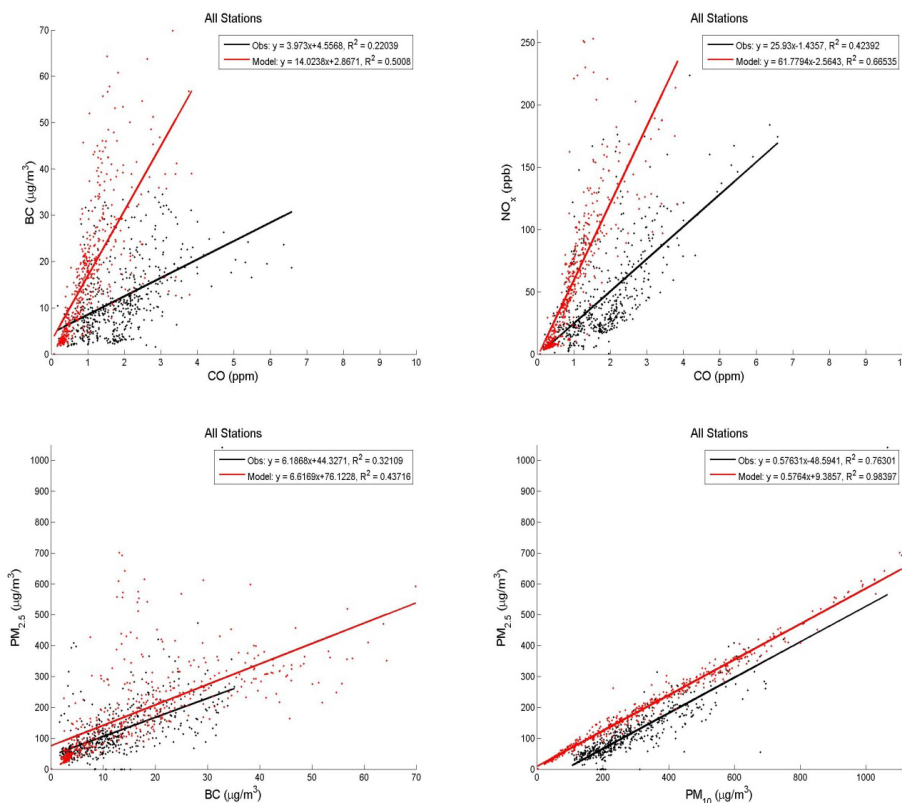 All Stations
Obs: y = 3.973x+4.5568, R² = 0.22039
Model: y = 14.0238x+2.8671, R² = 0.5008
70
60
50
40
30
20
10
0
BC (μg/m³)
0 1 2 3 4 5 6 7 8 9 10
CO (ppm)
All Stations
Obs: y = 25.93x-1.4357, R² = 0.42392
Model: y = 61.7794x-2.5643, R² = 0.66535
250
200
150
100
50
0
NOₓ (ppb)
0 1 2 3 4 5 6 7 8 9 10
CO (ppm)
All Stations
Obs: y = 6.1868x+44.3271, R² = 0.32109
Model: y = 6.6169x+76.1228, R² = 0.43716
1000
900
800
700
600
500
400
300
200
100
0
PM₂.₅ (μg/m³)
0 10 20 30 40 50 60 70
BC (μg/m³)
All Stations
Obs: y = 0.57631x-48.5941, R² = 0.76301
Model: y = 0.5764x+9.3857, R² = 0.98397
1000
900
800
700
600
500
400
300
200
100
0
PM₂.₅ (μg/m³)
0 200 400 600 800 1000
PM₁₀ (μg/m³)